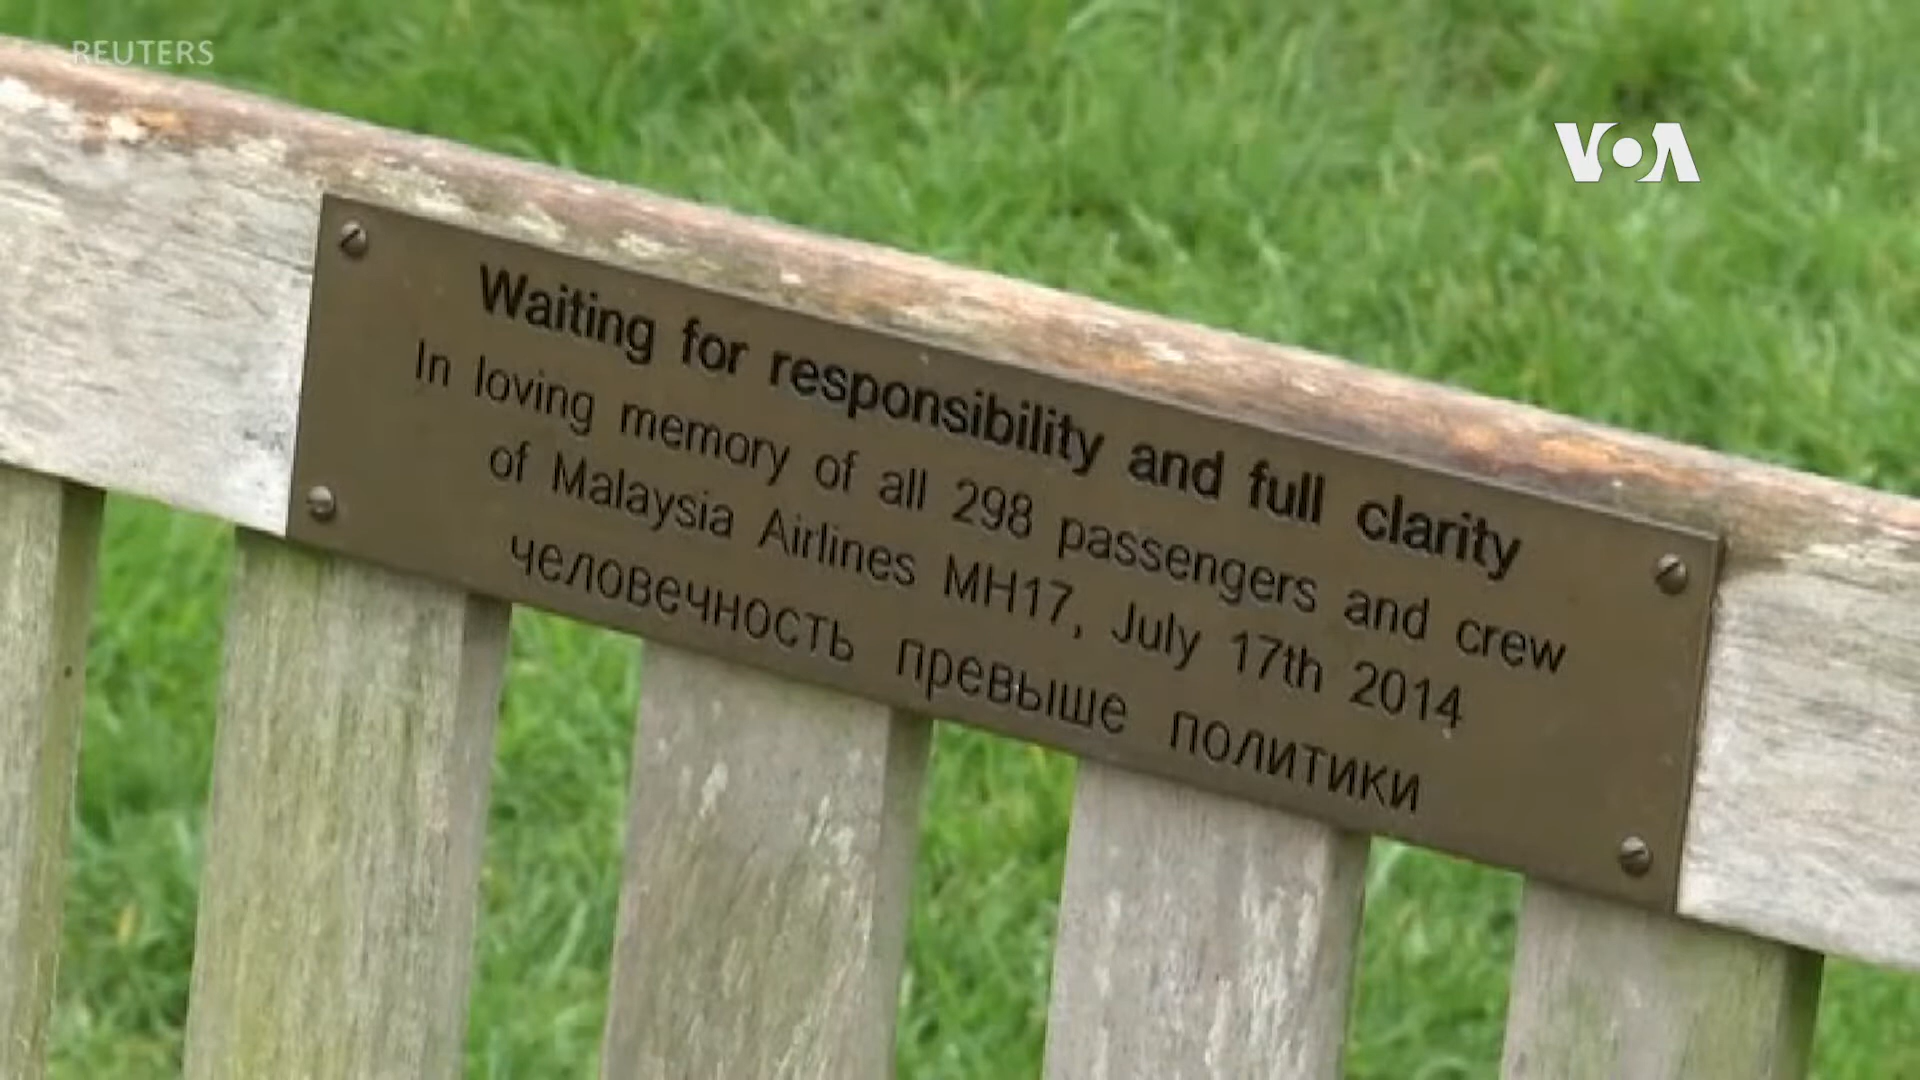 REUTERS
VOA
Waiting for responsibility and full clarity
In loving memory of all 298 passengers and crew
of Malaysia Airlines MH17, July 17th 2014
человечность превыше политики